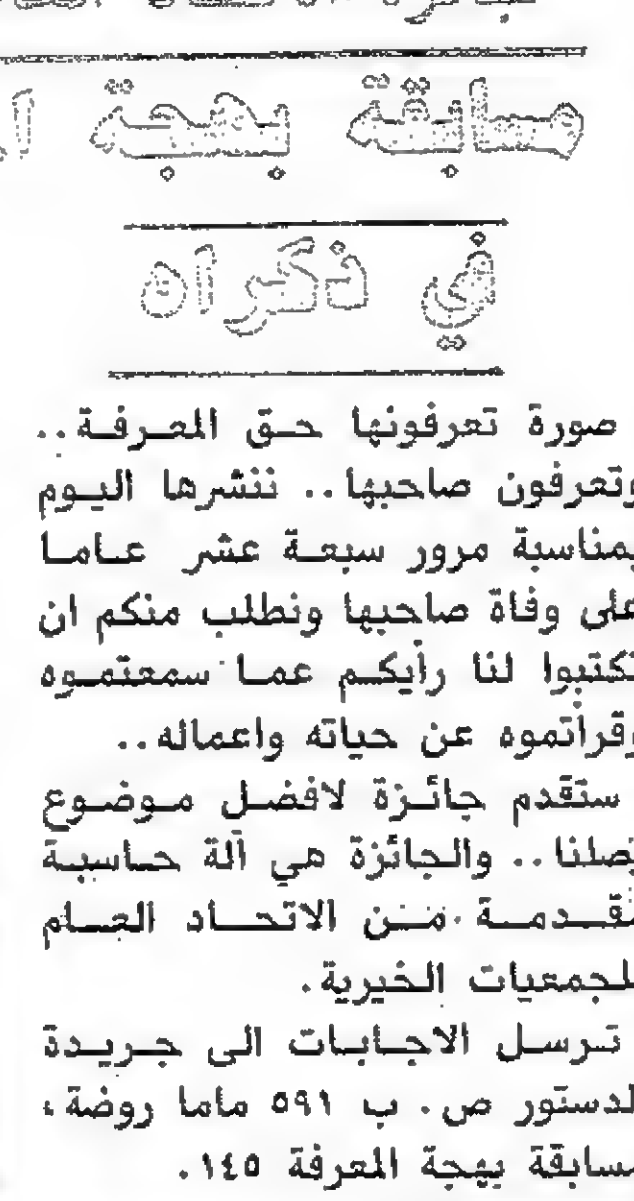 مسابقة بهجة
في ذكراه
صورة تعرفونها حق المعرفة..
وتعرفون صاحبها.. ننشرها اليوم
بمناسبة مرور سبعة عشر عاما
على وفاة صاحبها ونطلب منكم ان
تكتبوا لنا رأيكم عما سمعتموه
وقرأتموه عن حياته واعماله..
ستقدم جائزة لافضل موضوع
يصلنا.. والجائزة هي آلة حاسبة
مقدمة من الاتحاد العام
للجمعيات الخيرية.
ترسل الاجابات الى جريدة
الدستور ص. ب ٥٩١ ماما روضة،
مسابقة بهجة المعرفة ١٤٥.